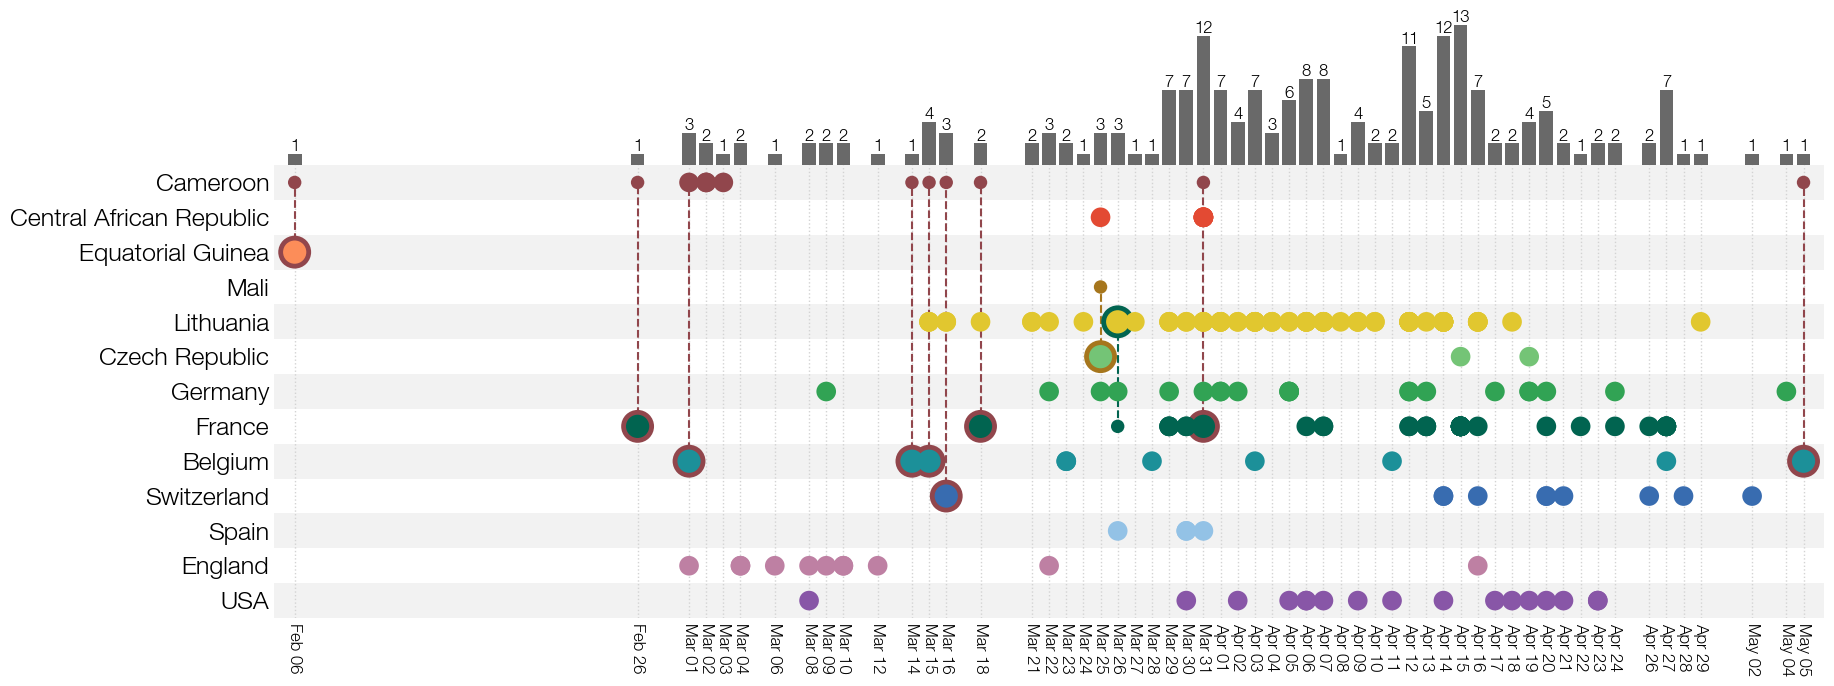 1 1 3 2 1 2 1 2 2 2 1 1 4 3 2 2 3 2 1 3 3 1 1 7 7 12 7 4 7 3 6 8 8 1 4 2 2 11 5 12 13 7 2 2 4 5 2 1 2 2 2 7 1 1 1 1 1
Cameroon
Central African Republic
Equatorial Guinea
Mali
Lithuania
Czech Republic
Germany
France
Belgium
Switzerland
Spain
England
USA
Feb 06
Feb 26
Mar 01
Mar 02
Mar 03
Mar 04
Mar 06
Mar 08
Mar 09
Mar 10
Mar 12
Mar 14
Mar 15
Mar 16
Mar 18
Mar 21
Mar 22
Mar 23
Mar 24
Mar 25
Mar 26
Mar 27
Mar 28
Mar 29
Mar 30
Mar 31
Apr 01
Apr 02
Apr 03
Apr 04
Apr 05
Apr 06
Apr 07
Apr 08
Apr 09
Apr 10
Apr 11
Apr 12
Apr 13
Apr 14
Apr 15
Apr 16
Apr 17
Apr 18
Apr 19
Apr 20
Apr 21
Apr 22
Apr 23
Apr 24
Apr 26
Apr 27
Apr 28
Apr 29
May 02
May 04
May 05